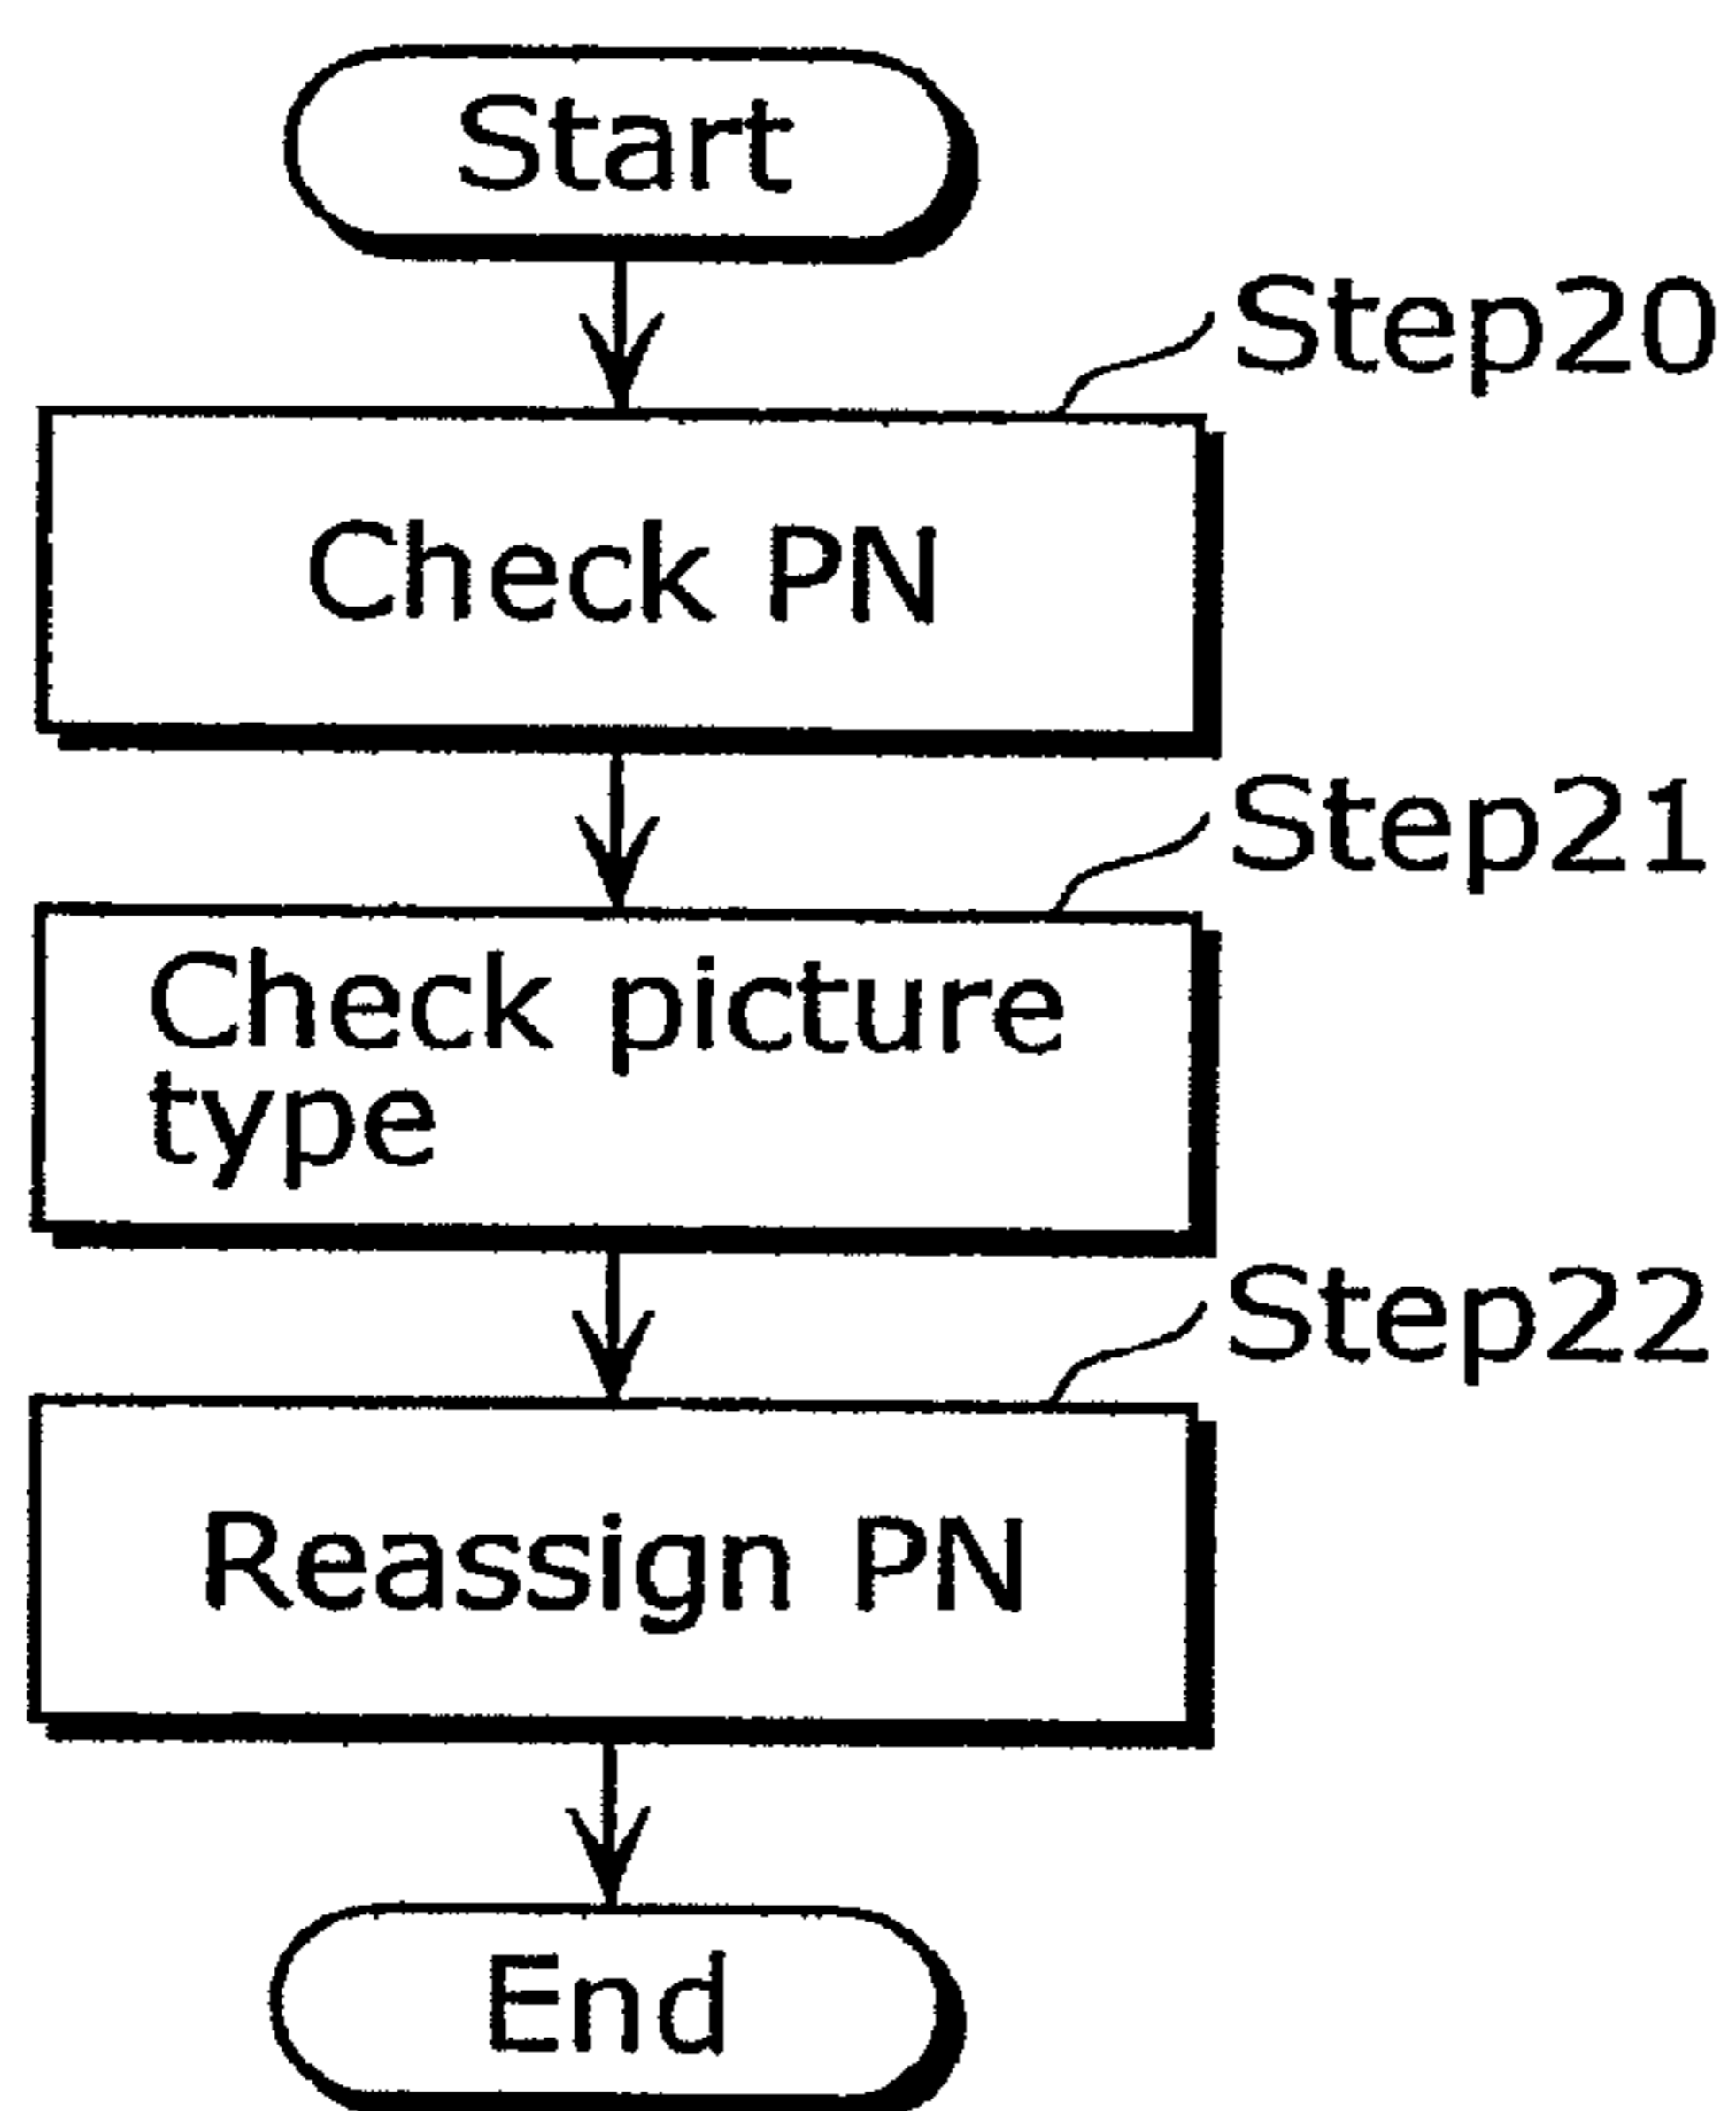 Start
Step20
Check PN
Step21
Check picture
type
Step22
Reassign PN
End